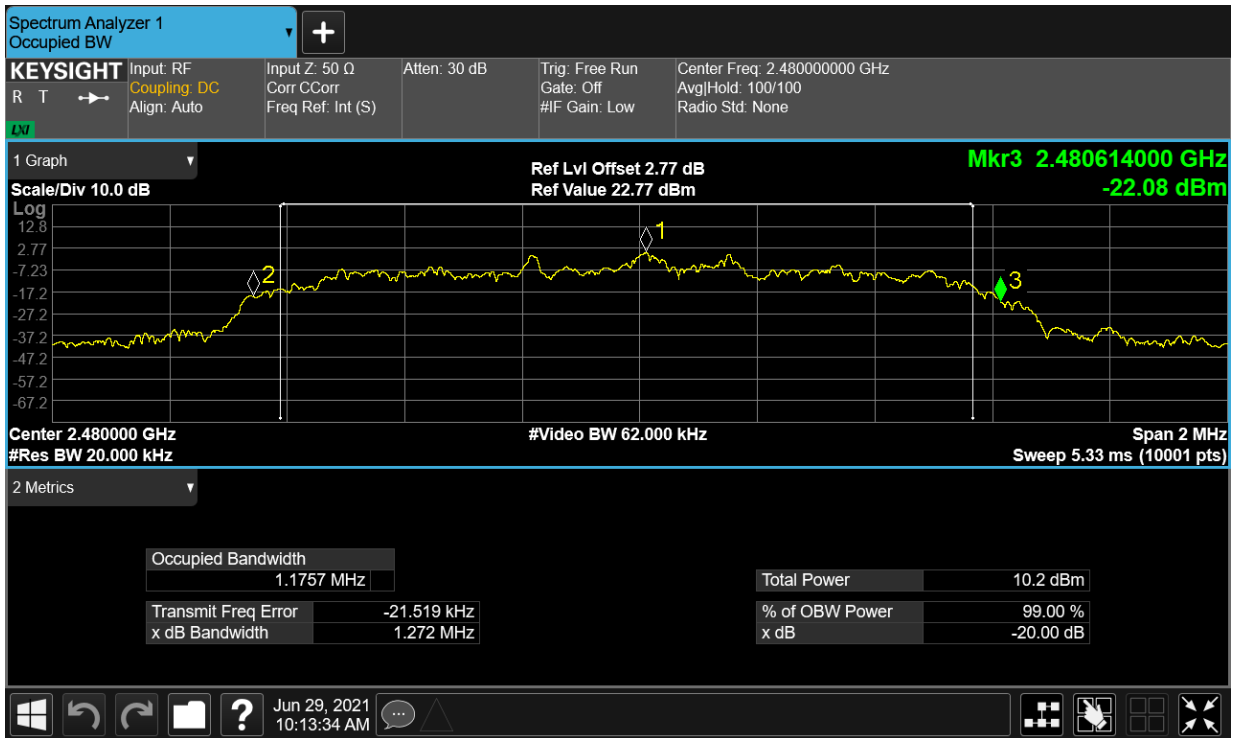 Spectrum Analyzer 1
Occupied BW
▼
+
KEYSIGHT
R T
LXI
Input: RF
Coupling: DC
Align: Auto
Input Z: 50 Ω
Corr CCorr
Freq Ref: Int (S)
Atten: 30 dB
Trig: Free Run
Gate: Off
#IF Gain: Low
Center Freq: 2.480000000 GHz
Avg|Hold: 100/100
Radio Std: None
1 Graph ▼
Scale/Div 10.0 dB
Ref Lvl Offset 2.77 dB
Ref Value 22.77 dBm
Mkr3 2.480614000 GHz
-22.08 dBm
Log
12.8
2.77
-7.23
-17.2
-27.2
-37.2
-47.2
-57.2
-67.2
1
2
3
Center 2.480000 GHz
#Video BW 62.000 kHz
Span 2 MHz
#Res BW 20.000 kHz
Sweep 5.33 ms (10001 pts)
2 Metrics ▼
Occupied Bandwidth
1.1757 MHz
Transmit Freq Error -21.519 kHz
x dB Bandwidth 1.272 MHz
Total Power 10.2 dBm
% of OBW Power 99.00 %
x dB -20.00 dB
?
Jun 29, 2021
10:13:34 AM